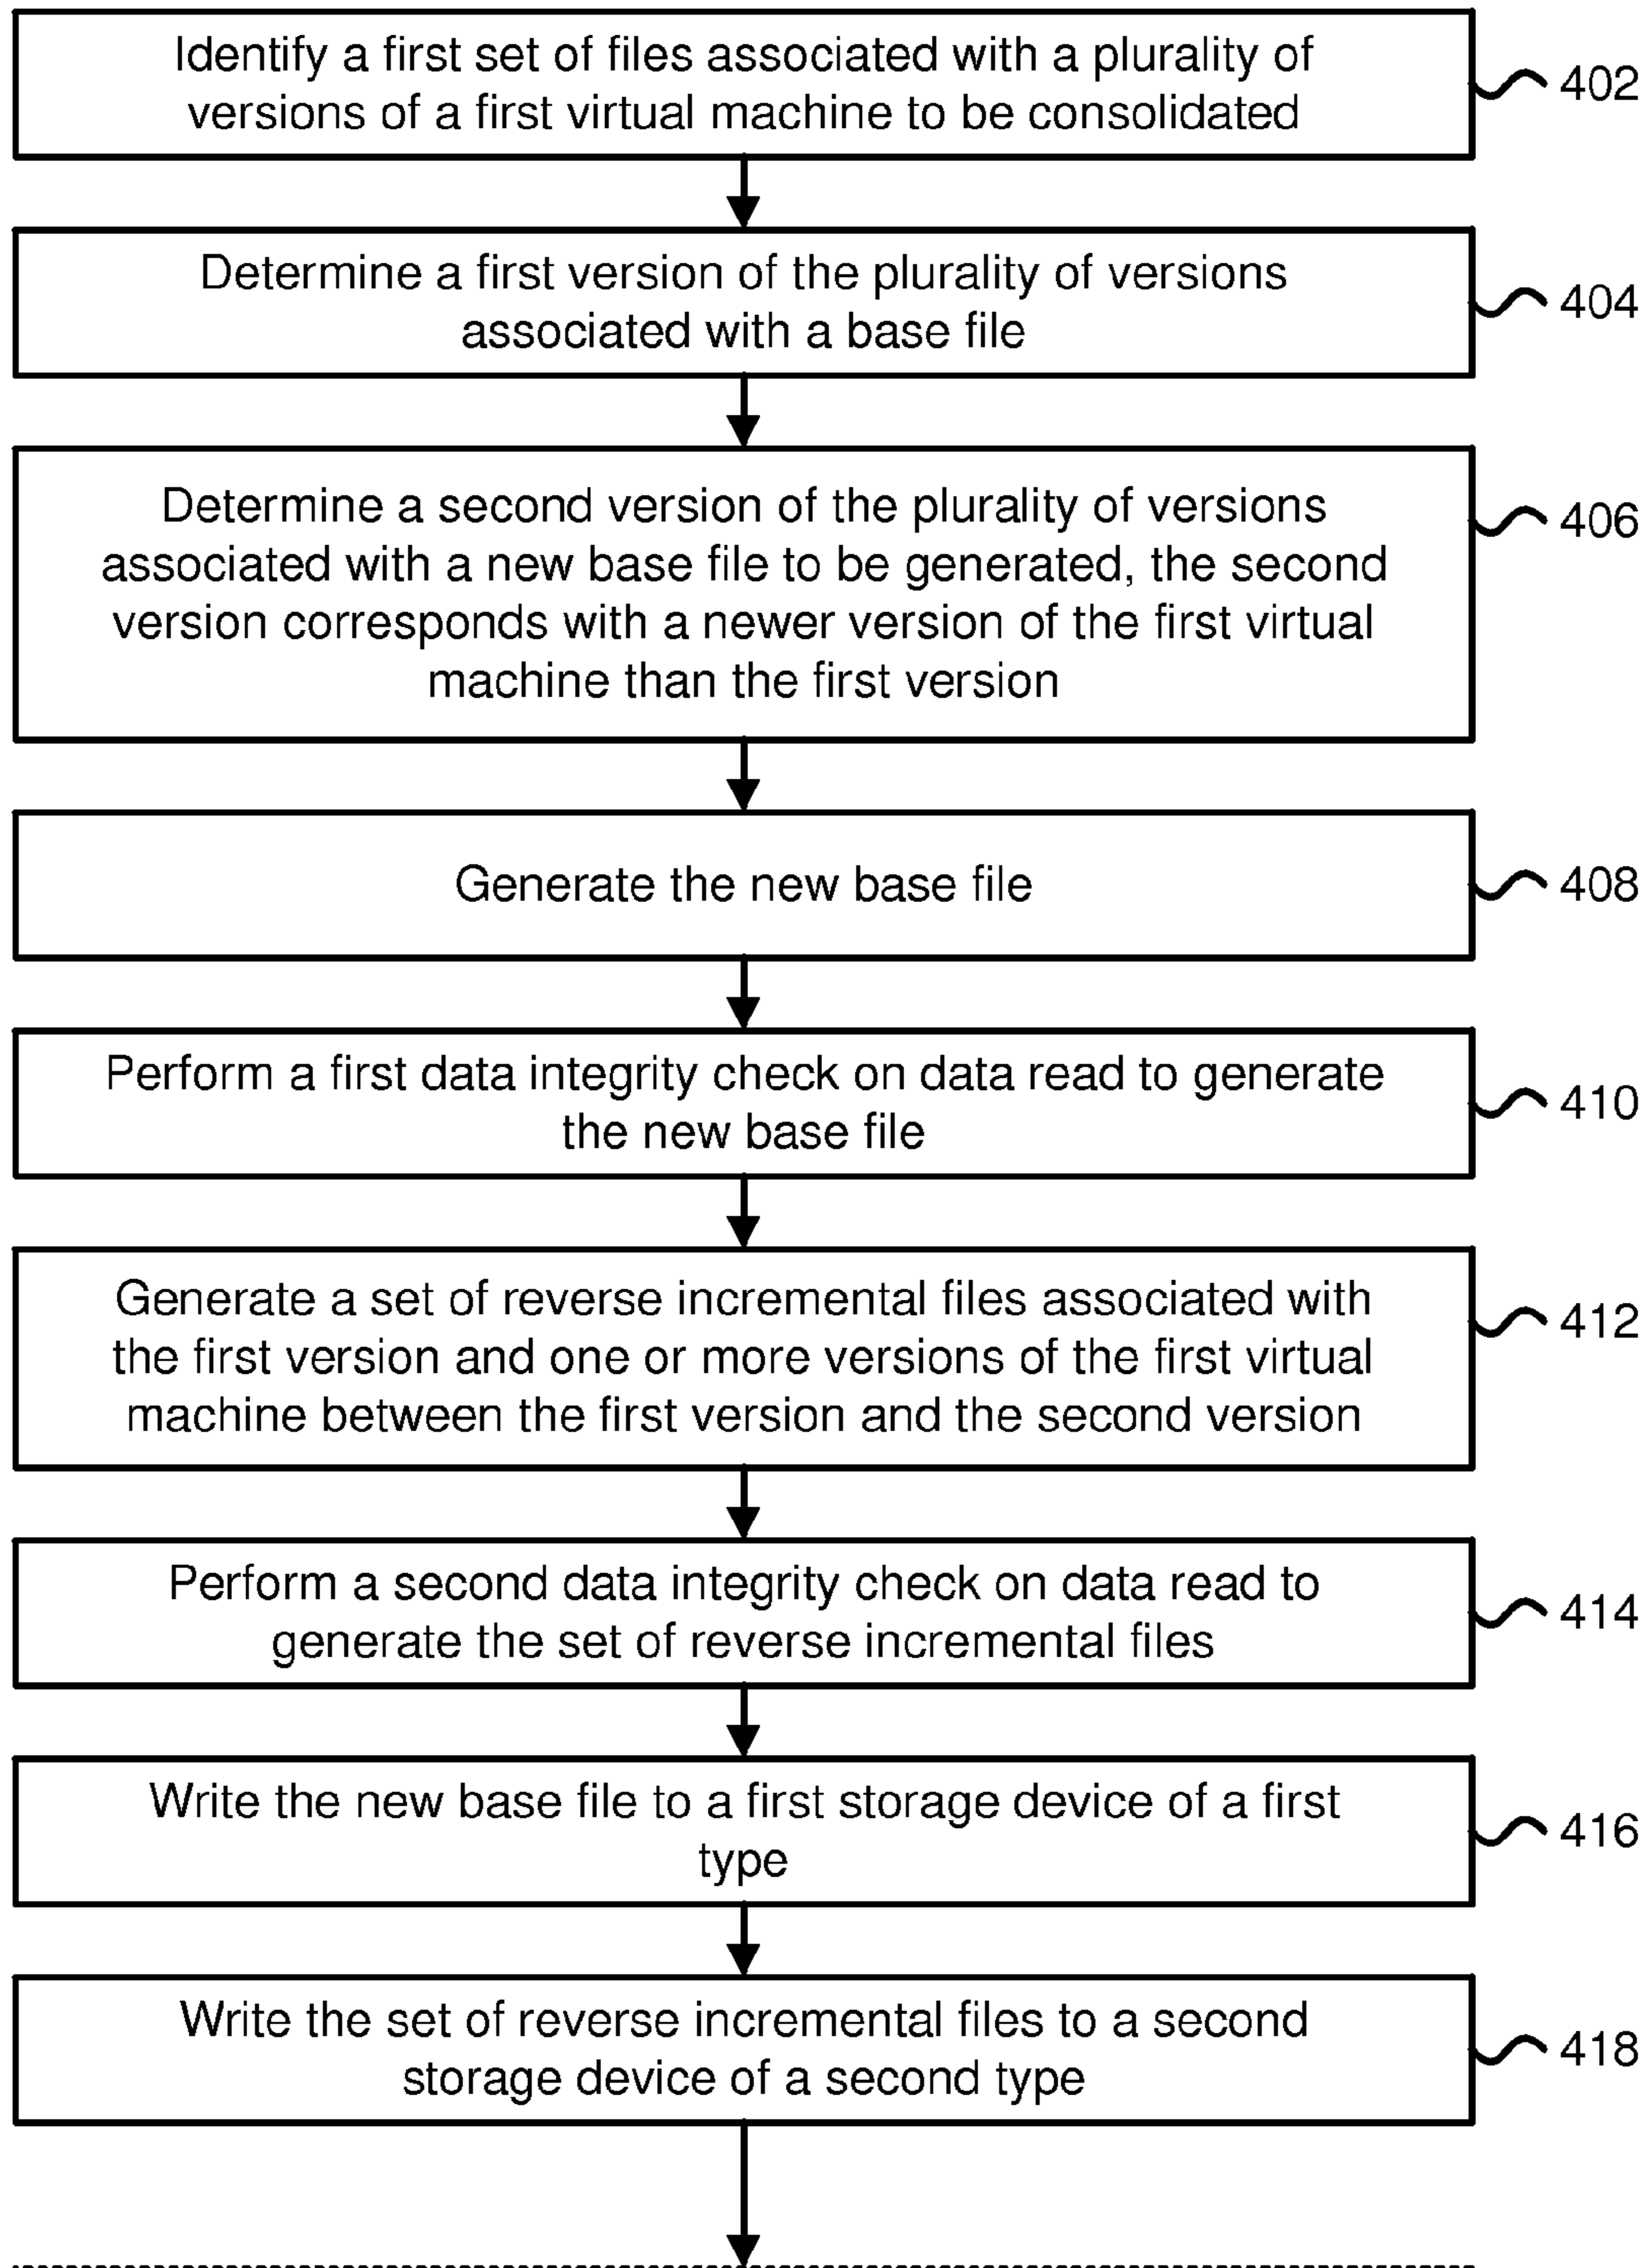 Identify a first set of files associated with a plurality of
versions of a first virtual machine to be consolidated
402
Determine a first version of the plurality of versions
associated with a base file
404
Determine a second version of the plurality of versions
associated with a new base file to be generated, the second
version corresponds with a newer version of the first virtual
machine than the first version
406
Generate the new base file
408
Perform a first data integrity check on data read to generate
the new base file
410
Generate a set of reverse incremental files associated with
the first version and one or more versions of the first virtual
machine between the first version and the second version
412
Perform a second data integrity check on data read to
generate the set of reverse incremental files
414
Write the new base file to a first storage device of a first
type
416
Write the set of reverse incremental files to a second
storage device of a second type
418